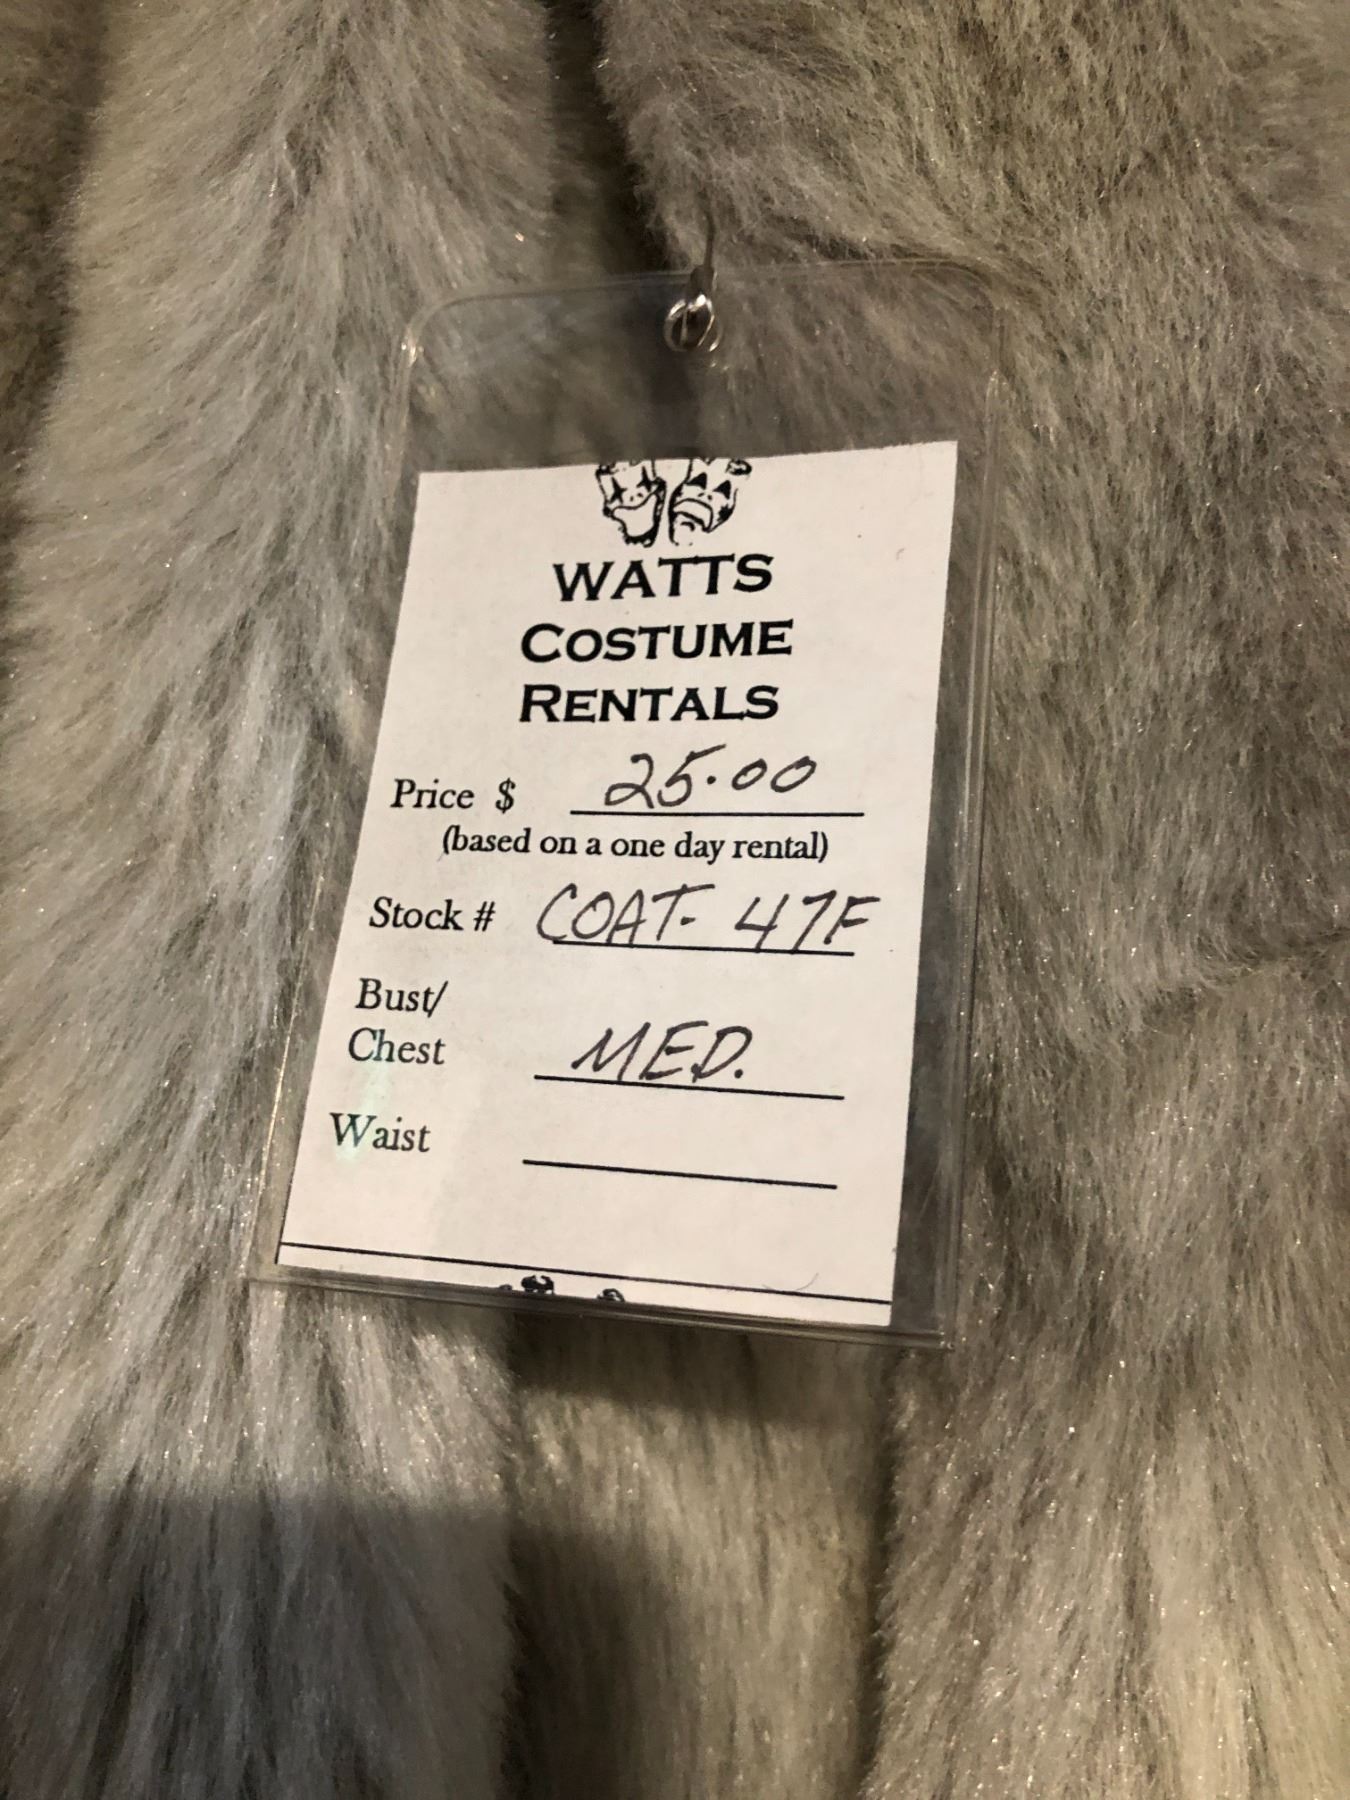 WATTS
COSTUME
RENTALS
Price $ 25.00
(based on a one day rental)
Stock # COAT- 47F
Bust/
Chest MED.
Waist